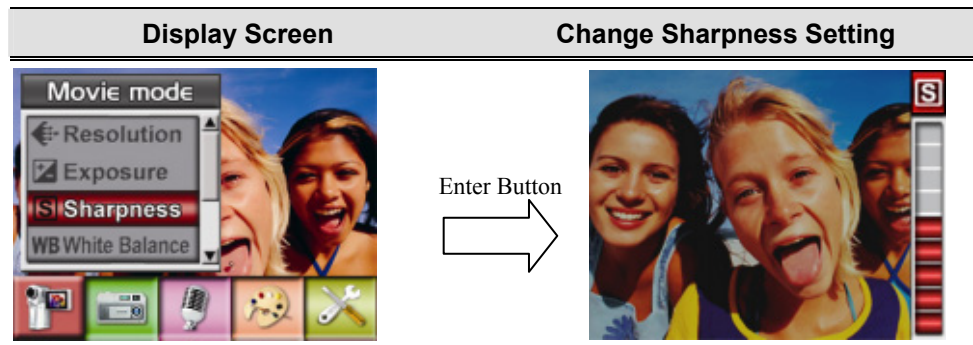 Display Screen
Change Sharpness Setting
Movie mode
Resolution
Exposure
S Sharpness
WB White Balance
Enter Button
S